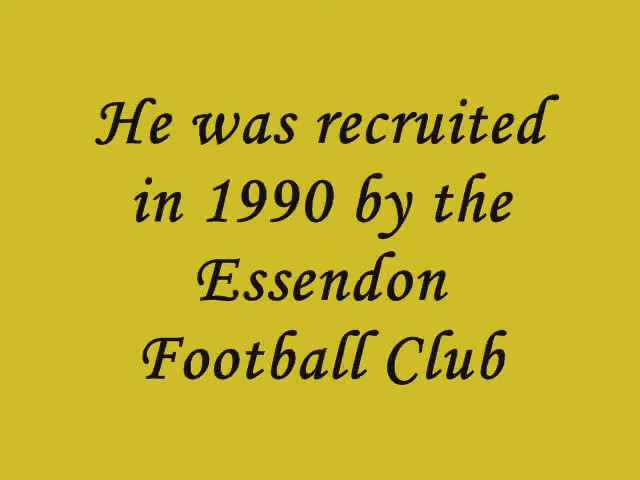 He was recruited
in 1990 by the
Essendon
Football Club